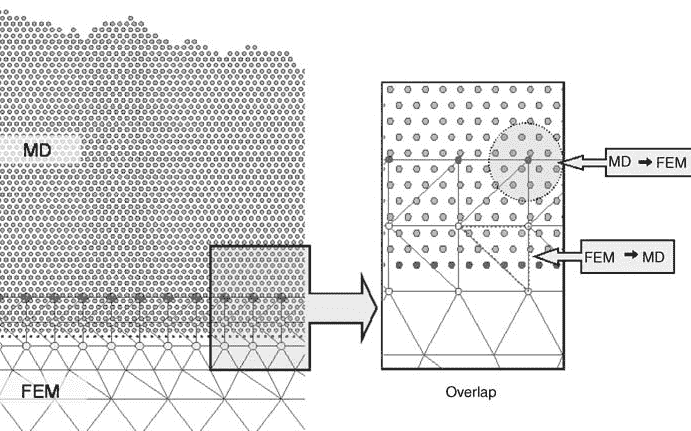 MD
MD → FEM
FEM → MD
FEM
Overlap